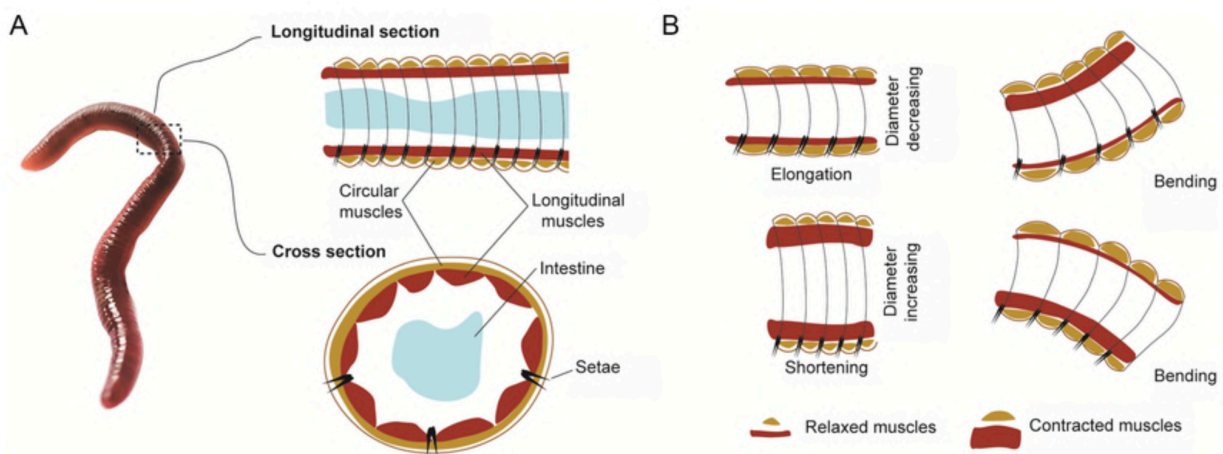 A
Longitudinal section
Circular
muscles
Longitudinal
muscles
Cross section
Intestine
Setae
B
Elongation
Diameter
decreasing
Bending
Shortening
Diameter
increasing
Bending
Relaxed muscles
Contracted muscles